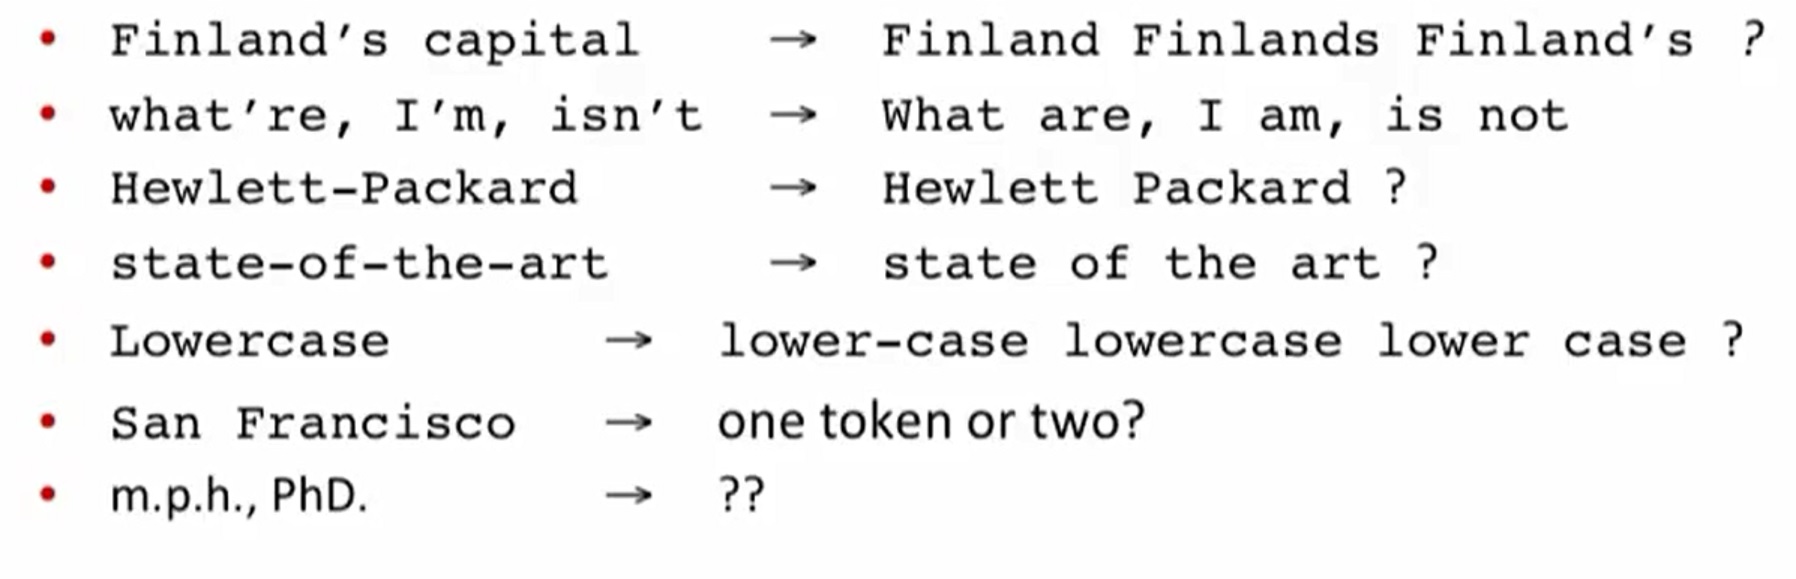 • Finland’s capital → Finland Finlands Finland’s ?
• what’re, I’m, isn’t → What are, I am, is not
• Hewlett-Packard → Hewlett Packard ?
• state-of-the-art → state of the art ?
• Lowercase → lower-case lowercase lower case ?
• San Francisco → one token or two?
• m.p.h., PhD. → ??